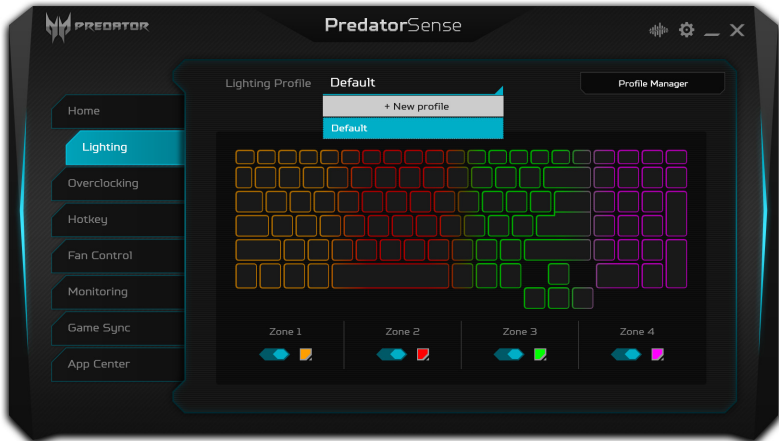 PREDATOR
PredatorSense
Lighting Profile Default
Profile Manager
+ New profile
Default
Home
Lighting
Overclocking
Hotkey
Fan Control
Monitoring
Game Sync
App Center
Zone 1 Zone 2 Zone 3 Zone 4